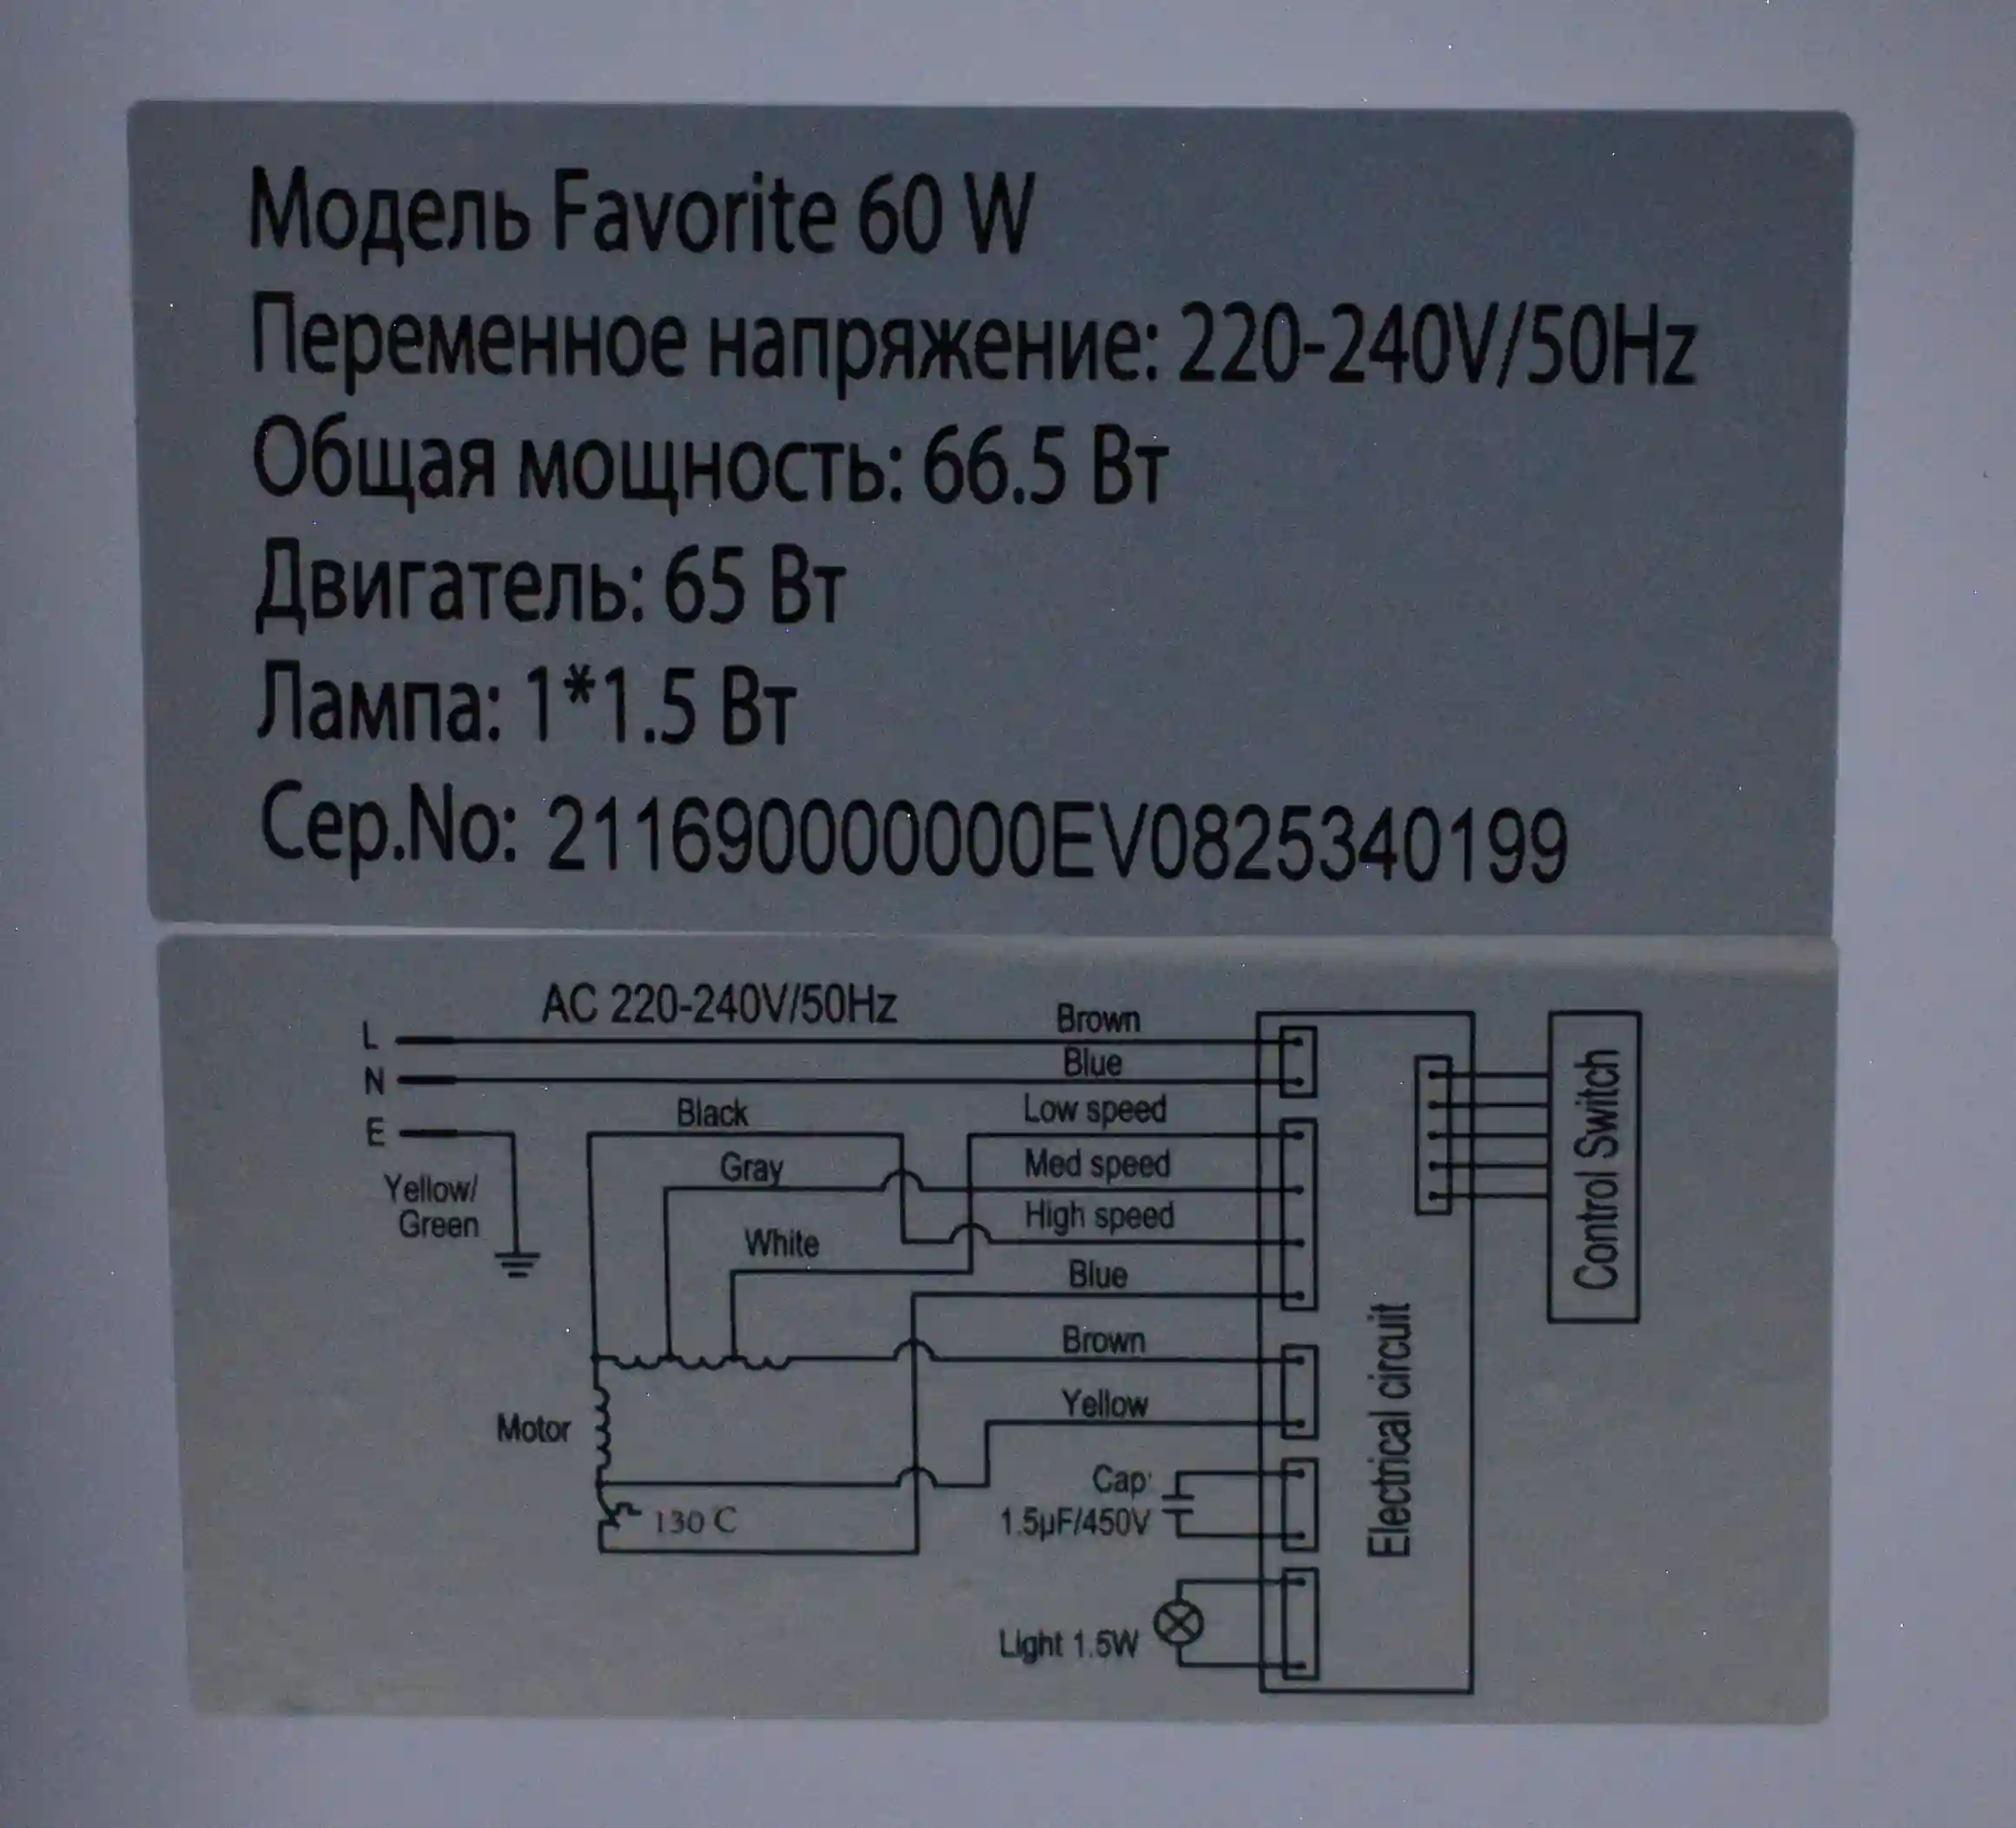 Модель Favorite 60 W
Переменное напряжение: 220-240V/50Hz
Общая мощность: 66.5 Вт
Двигатель: 65 Вт
Лампа: 1*1.5 Вт
Сер.No: 211690000000EV0825340199
AC 220-240V/50Hz
L
Brown
N
Blue
E
Black
Low speed
Yellow/
Green
Gray
Med speed
High speed
White
Blue
Brown
Motor
Yellow
130 C
Cap:
1.5µF/450V
Light 1.5W
Electrical circuit
Control Switch